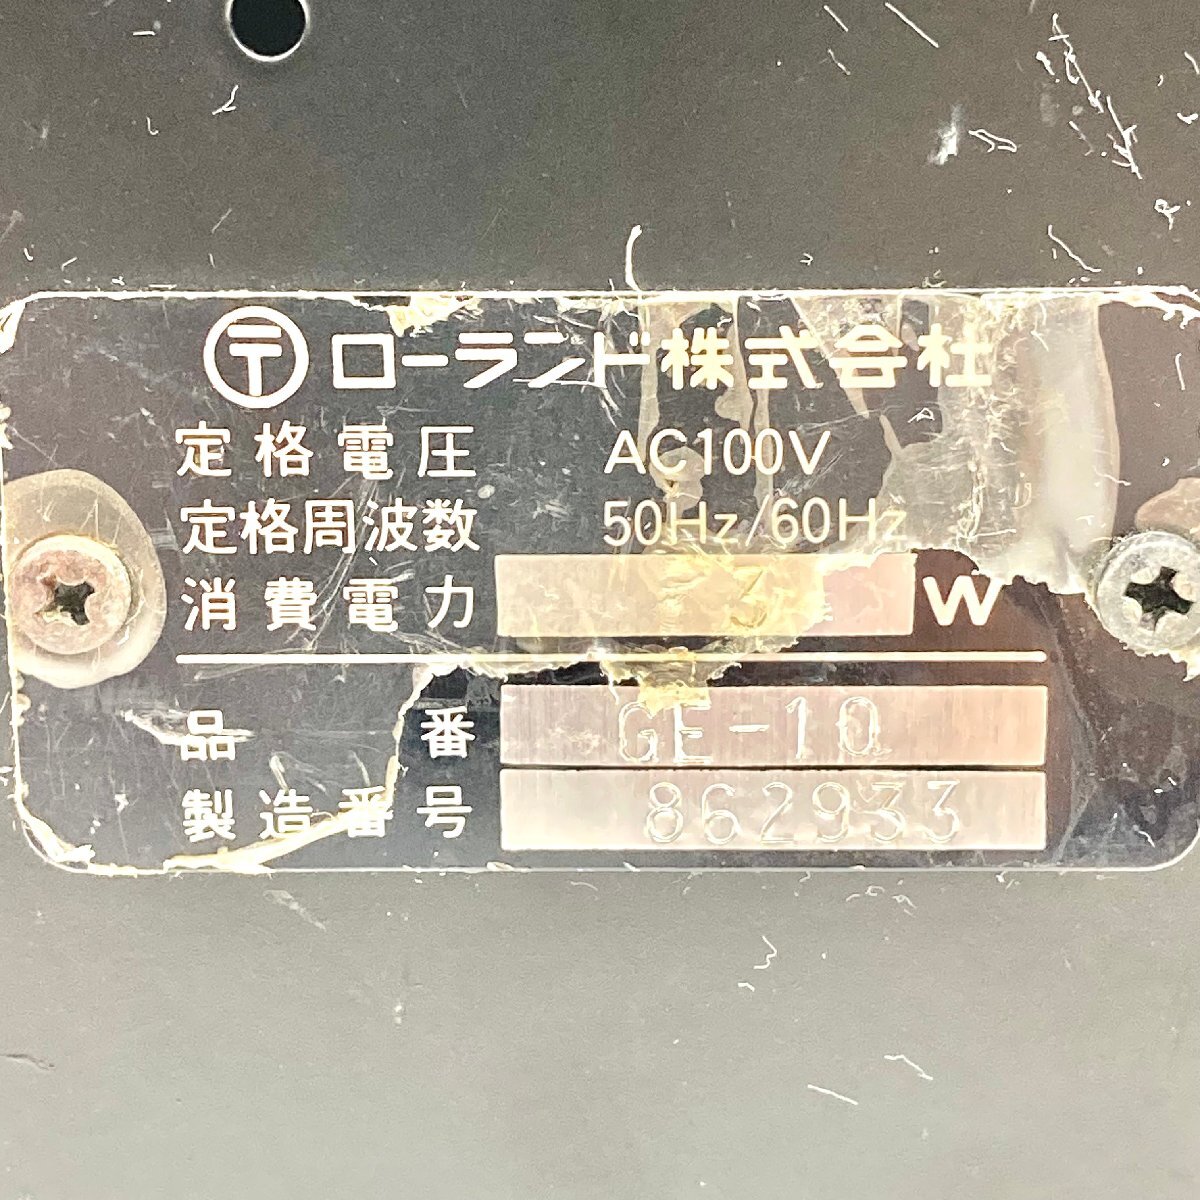 〒 ローランド株式会社
定格電圧 AC100V
定格周波数 50Hz/60Hz
消費電力 3 W
品番 GE-10
製造番号 862933